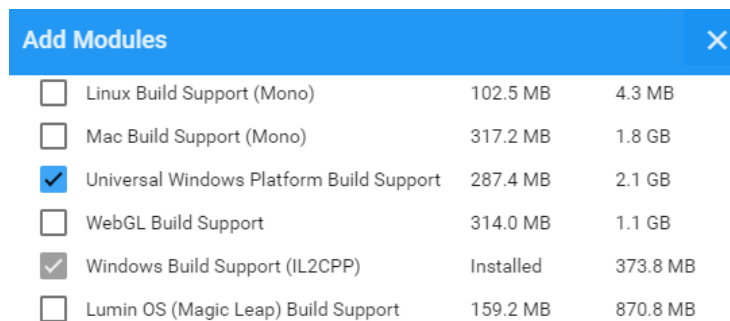 Add Modules
Linux Build Support (Mono) 102.5 MB 4.3 MB
Mac Build Support (Mono) 317.2 MB 1.8 GB
Universal Windows Platform Build Support 287.4 MB 2.1 GB
WebGL Build Support 314.0 MB 1.1 GB
Windows Build Support (IL2CPP) Installed 373.8 MB
Lumin OS (Magic Leap) Build Support 159.2 MB 870.8 MB